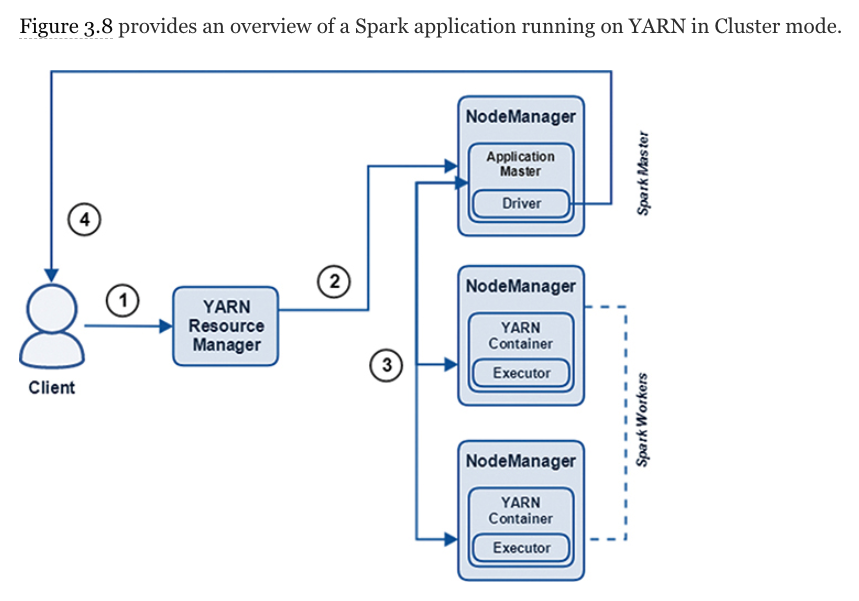 Figure 3.8 provides an overview of a Spark application running on YARN in Cluster mode.
NodeManager
Application
Master
Driver
Spark Master
4
2
1
YARN
Resource
Manager
Client
3
NodeManager
YARN
Container
Executor
Spark Workers
NodeManager
YARN
Container
Executor